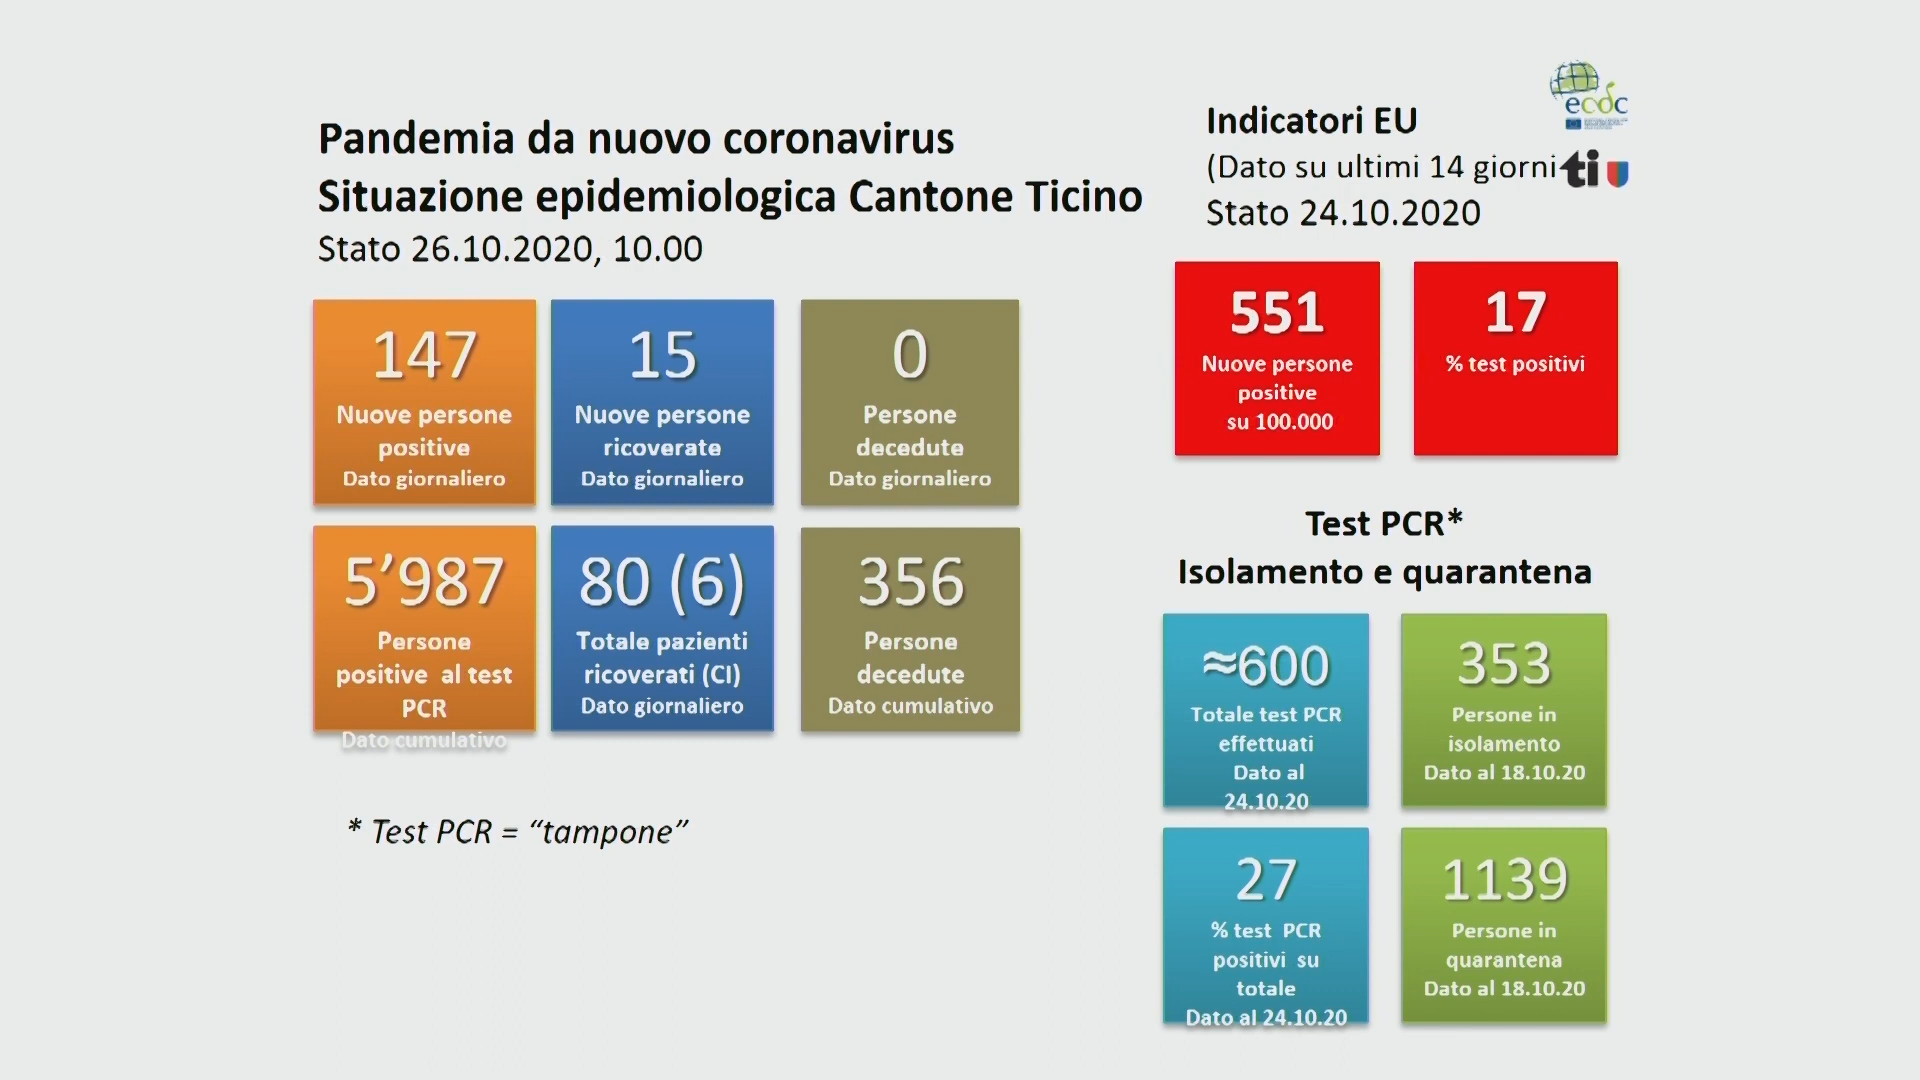 Pandemia da nuovo coronavirus
Situazione epidemiologica Cantone Ticino
Stato 26.10.2020, 10.00
147
Nuove persone
positive
Dato giornaliero
15
Nuove persone
ricoverate
Dato giornaliero
0
Persone
decedute
Dato giornaliero
5’987
Persone
positive al test
PCR
Dato cumulativo
80 (6)
Totale pazienti
ricoverati (CI)
Dato giornaliero
356
Persone
decedute
Dato cumulativo
* Test PCR = “tampone”
ecdc
Indicatori EU
(Dato su ultimi 14 giorni
ti
Stato 24.10.2020
551
Nuove persone
positive
su 100.000
17
% test positivi
Test PCR*
Isolamento e quarantena
≈600
Totale test PCR
effettuati
Dato al
24.10.20
353
Persone in
isolamento
Dato al 18.10.20
27
% test PCR
positivi su
totale
Dato al 24.10.20
1139
Persone in
quarantena
Dato al 18.10.20